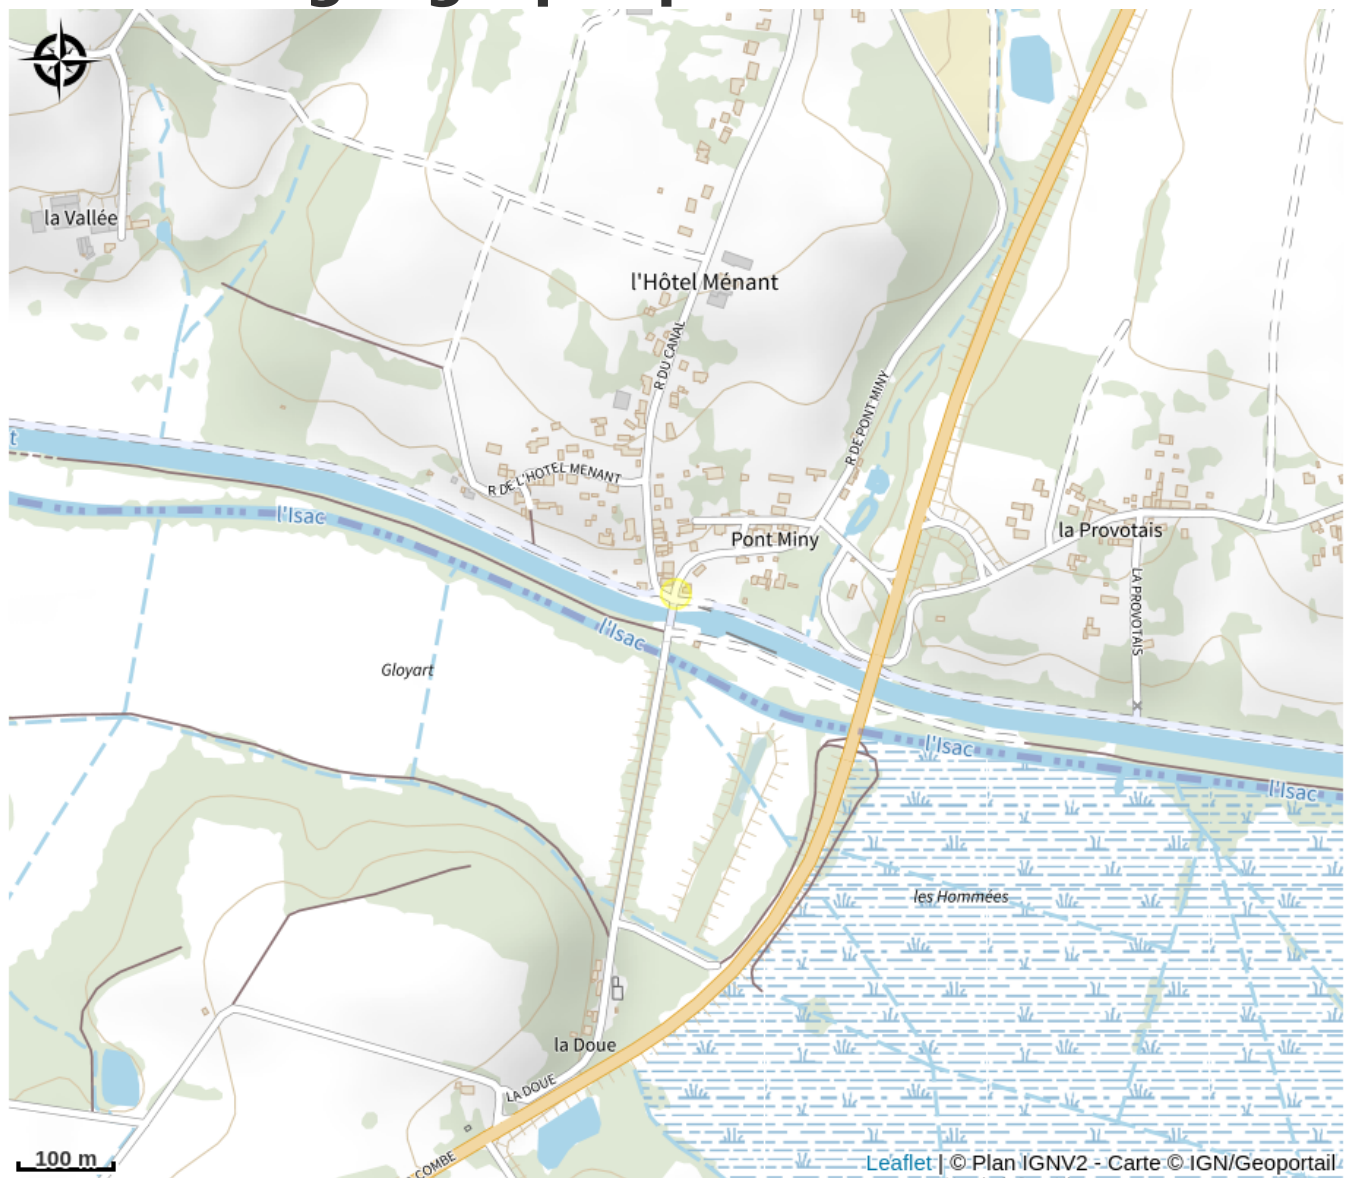 la Vallée
l'Hôtel Ménant
R DU CANAL
R DE PONT MINY
t
R DE L'HOTEL MENANT
l'Isac
Pont Miny
la Provotais
LA PROVOTAIS
l'Isac
Gloyart
l'Isac
l'Isac
les Hommées
la Doue
LA DOUE
COMBE
100 m
Leaflet | © Plan IGNV2 - Carte © IGN/Geoportail